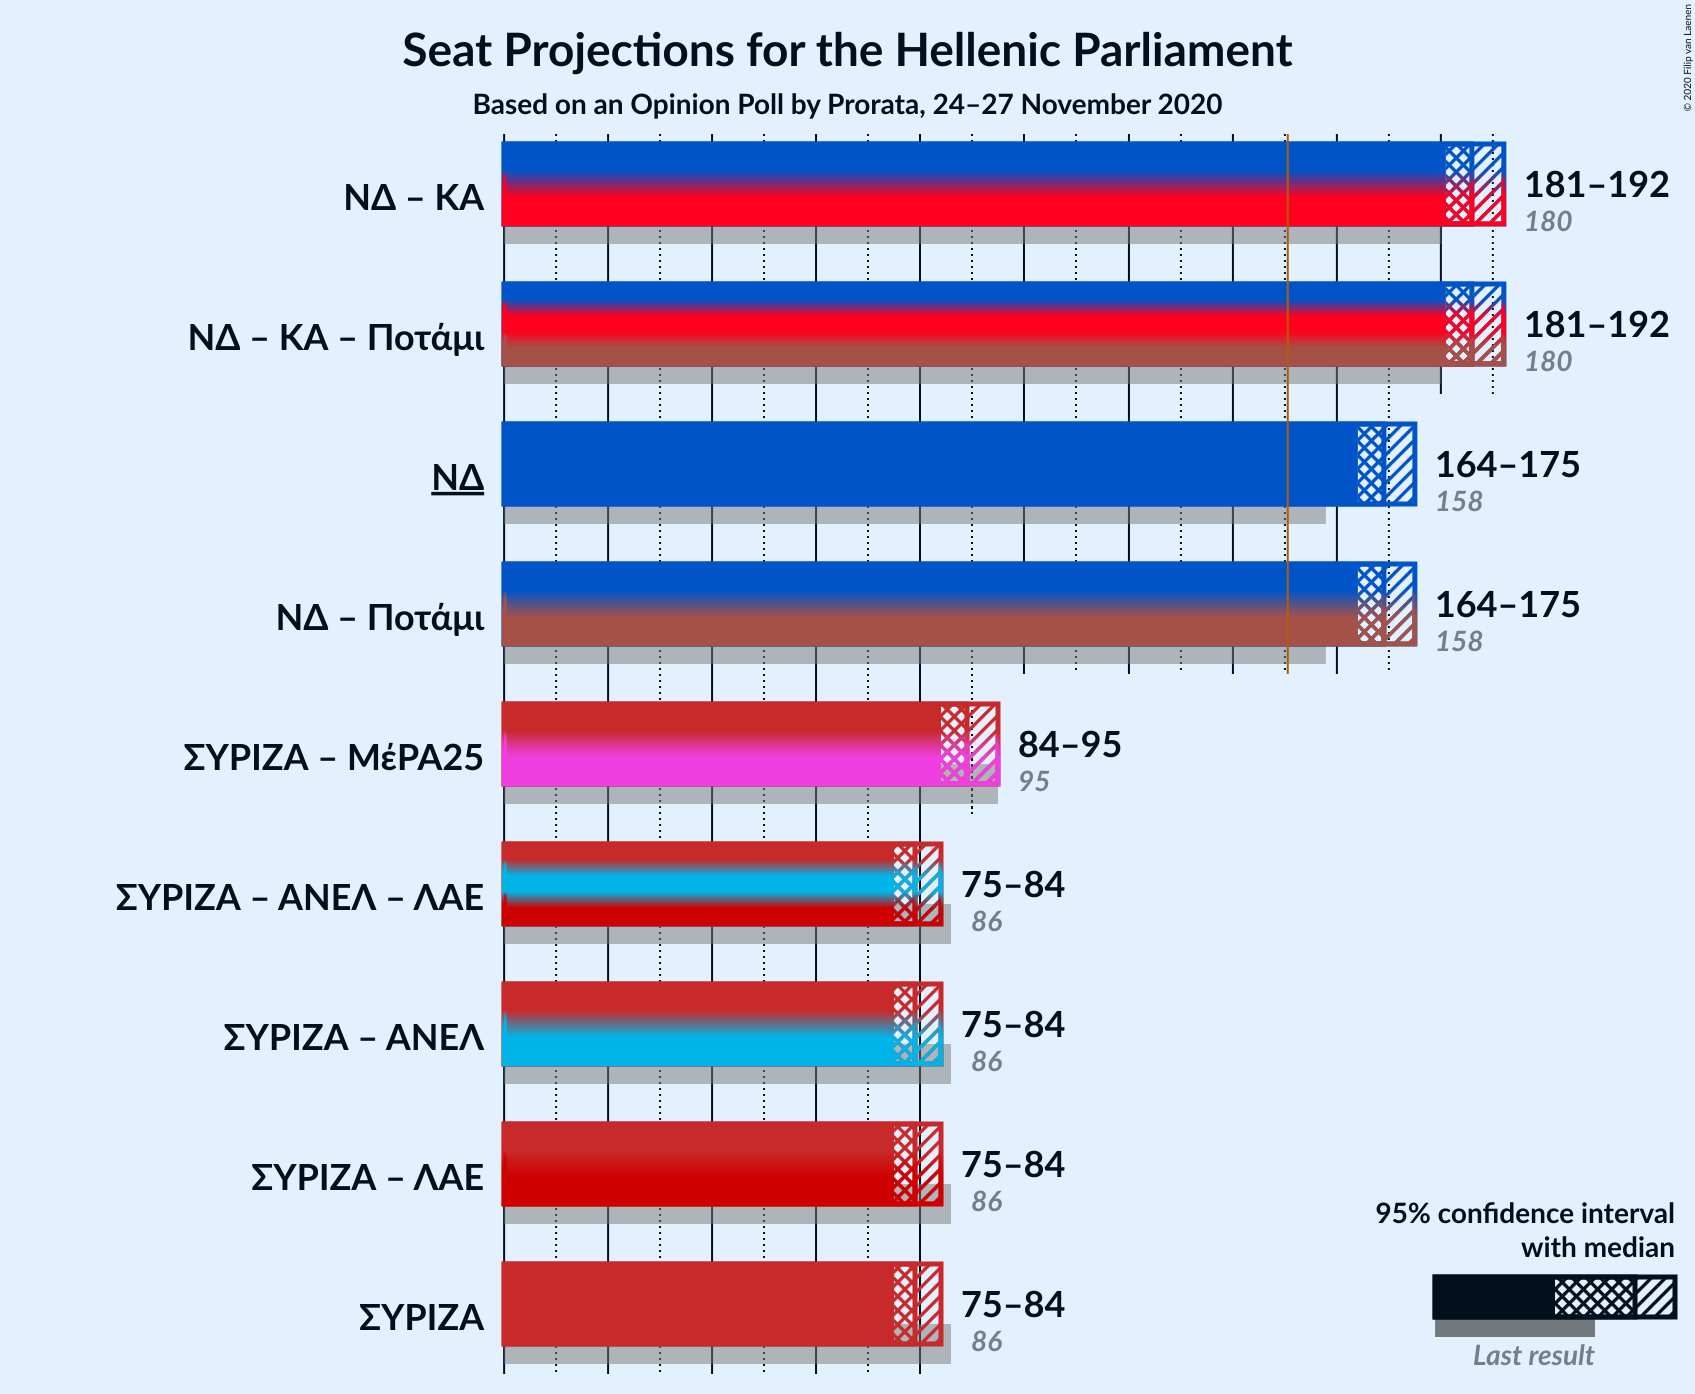 Seat Projections for the Hellenic Parliament
Based on an Opinion Poll by Prorata, 24–27 November 2020
© 2020 Filip van Laenen
ΝΔ – ΚΑ
181–192
180
ΝΔ – ΚΑ – Ποτάμι
181–192
180
ΝΔ
164–175
158
ΝΔ – Ποτάμι
164–175
158
ΣΥΡΙΖΑ – ΜέΡΑ25
84–95
95
ΣΥΡΙΖΑ – ΑΝΕΛ – ΛΑΕ
75–84
86
ΣΥΡΙΖΑ – ΑΝΕΛ
75–84
86
ΣΥΡΙΖΑ – ΛΑΕ
75–84
86
ΣΥΡΙΖΑ
75–84
86
95% confidence interval
with median
Last result